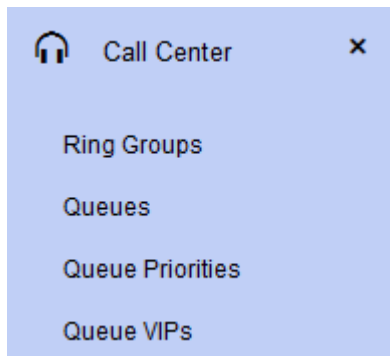 Call Center ×
Ring Groups
Queues
Queue Priorities
Queue VIPs